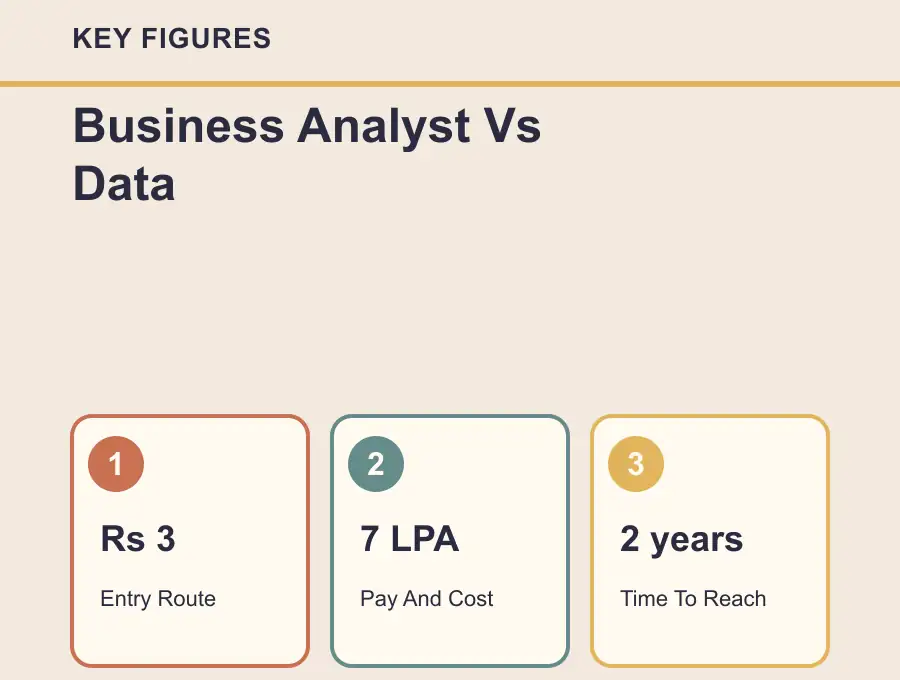 KEY FIGURES
Business Analyst Vs
Data
1
Rs 3
Entry Route
2
7 LPA
Pay And Cost
3
2 years
Time To Reach